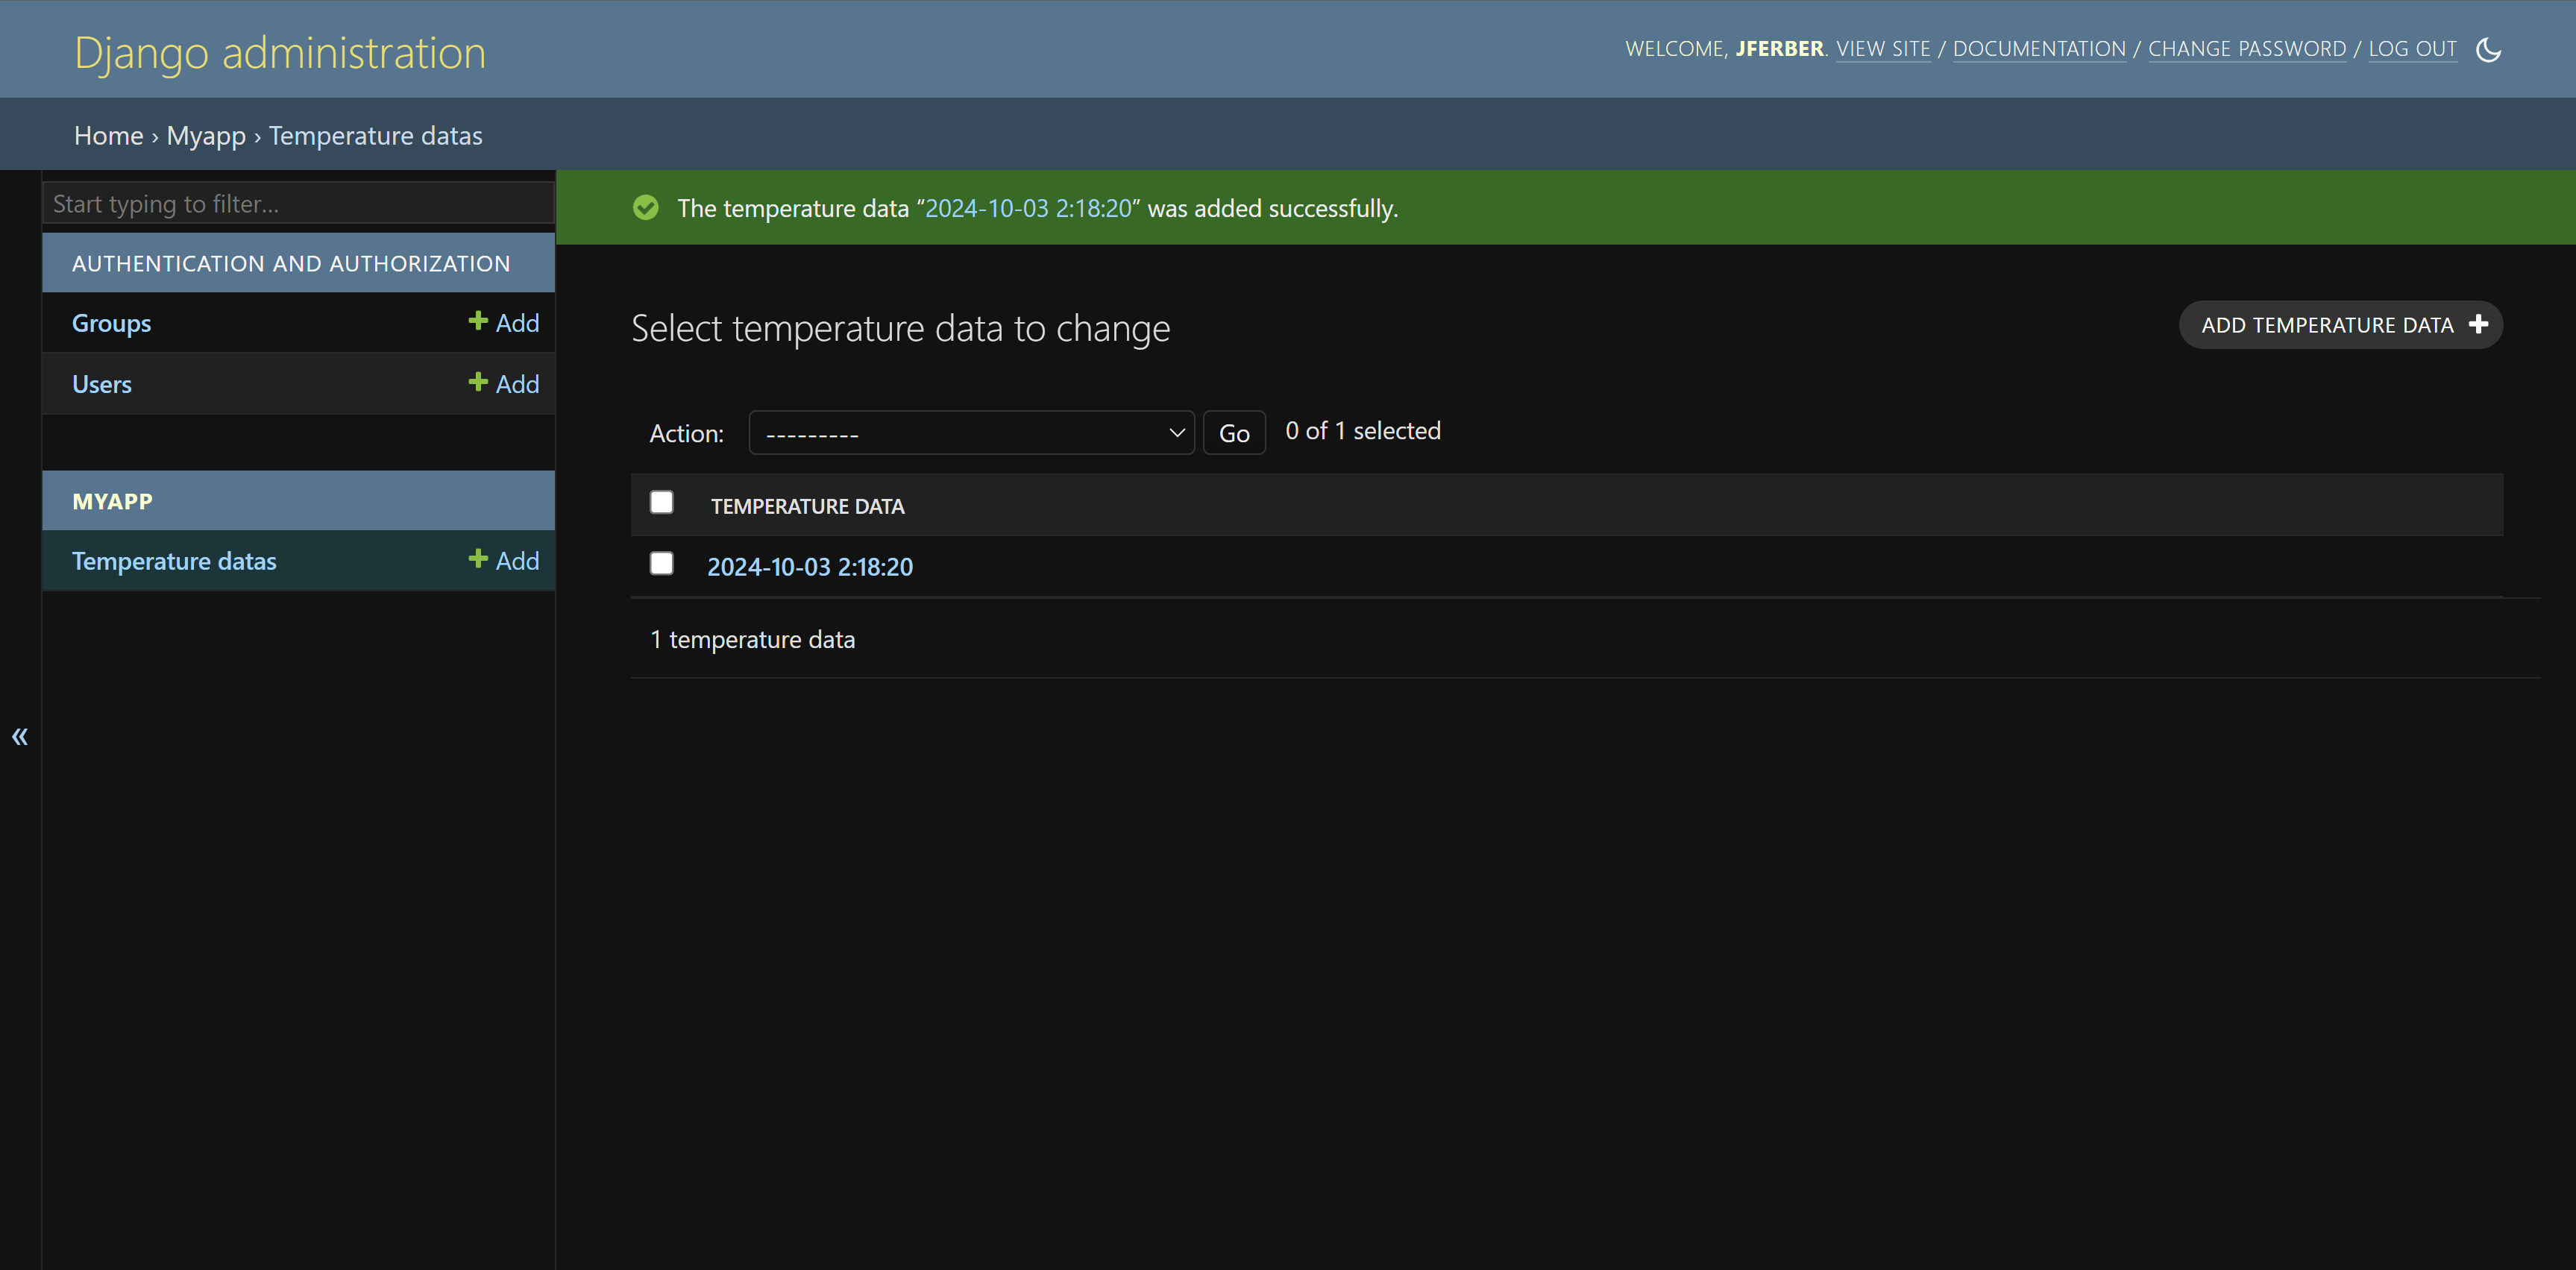 Django administration
WELCOME, JFERBER. VIEW SITE / DOCUMENTATION / CHANGE PASSWORD / LOG OUT
Home › Myapp › Temperature datas
Start typing to filter...
AUTHENTICATION AND AUTHORIZATION
Groups Add
Users Add
MYAPP
Temperature datas Add
«
The temperature data “2024-10-03 2:18:20” was added successfully.
Select temperature data to change
ADD TEMPERATURE DATA
Action: --------- Go 0 of 1 selected
TEMPERATURE DATA
2024-10-03 2:18:20
1 temperature data